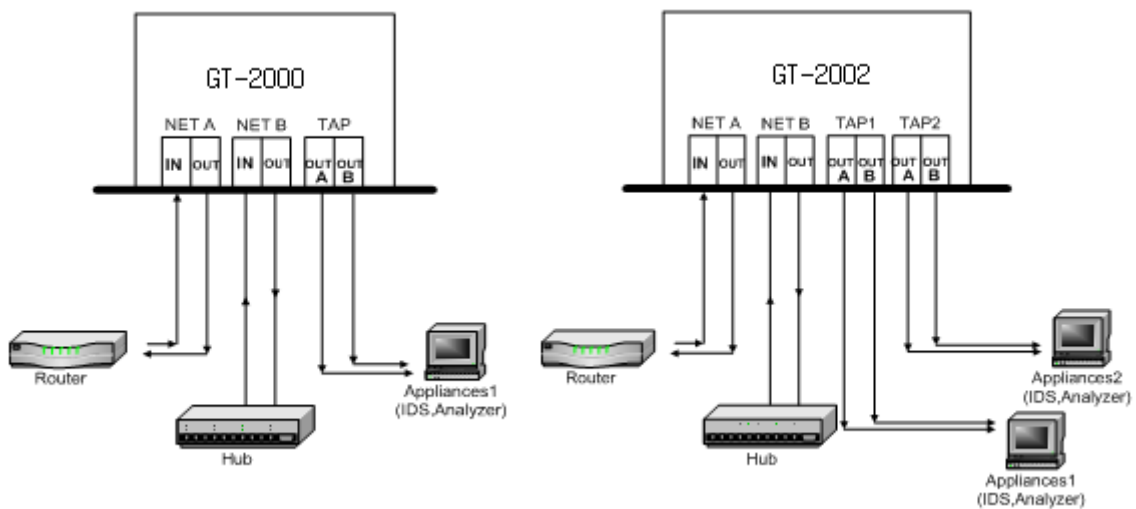 GT-2000
NET A NET B TAP
IN OUT IN OUT OUT A OUT B
Router
Appliances1
(IDS,Analyzer)
Hub
GT-2002
NET A NET B TAP1 TAP2
IN OUT IN OUT OUT A OUT B OUT A OUT B
Router
Appliances2
(IDS,Analyzer)
Hub
Appliances1
(IDS,Analyzer)